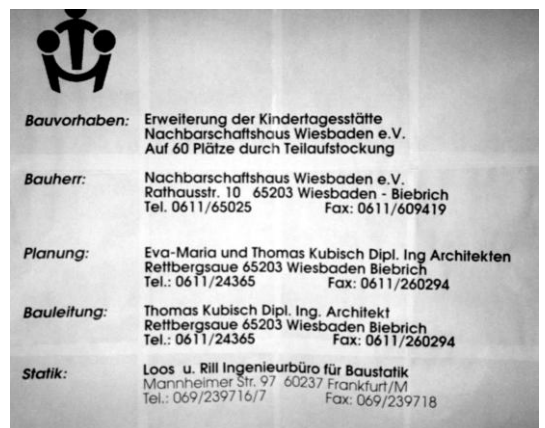 Bauvorhaben: Erweiterung der Kindertagesstätte
Nachbarschaftshaus Wiesbaden e.V.
Auf 60 Plätze durch Teilaufstockung
Bauherr: Nachbarschaftshaus Wiesbaden e.V.
Rathausstr. 10 65203 Wiesbaden - Biebrich
Tel. 0611/65025 Fax: 0611/609419
Planung: Eva-Maria und Thomas Kubisch Dipl. Ing Architekten
Rettbergsaue 65203 Wiesbaden Biebrich
Tel.: 0611/24365 Fax: 0611/260294
Bauleitung: Thomas Kubisch Dipl. Ing. Architekt
Rettbergsaue 65203 Wiesbaden Biebrich
Tel.: 0611/24365 Fax: 0611/260294
Statik: Loos u. Rill Ingenieurbüro für Baustatik
Mannheimer Str. 97 60237 Frankfurt/M
Tel.: 069/239716/7 Fax: 069/239718